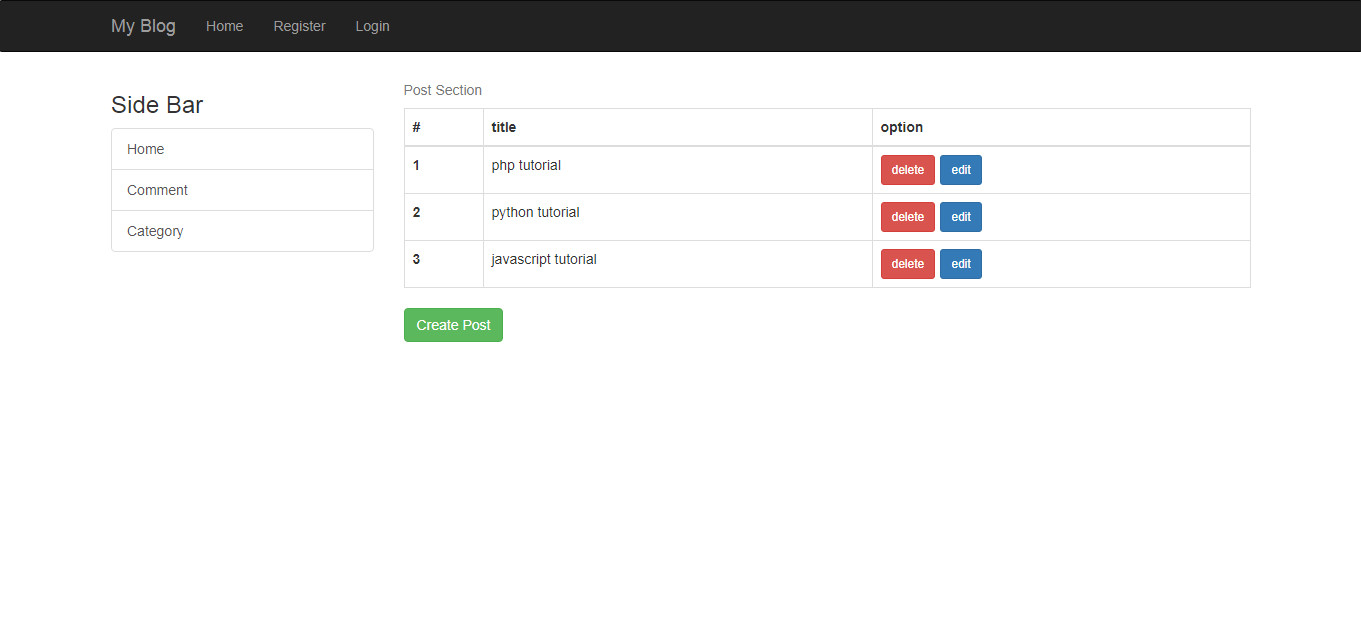 My Blog Home Register Login
Side Bar
Home
Comment
Category
Post Section
# title option
1 php tutorial delete edit
2 python tutorial delete edit
3 javascript tutorial delete edit
Create Post